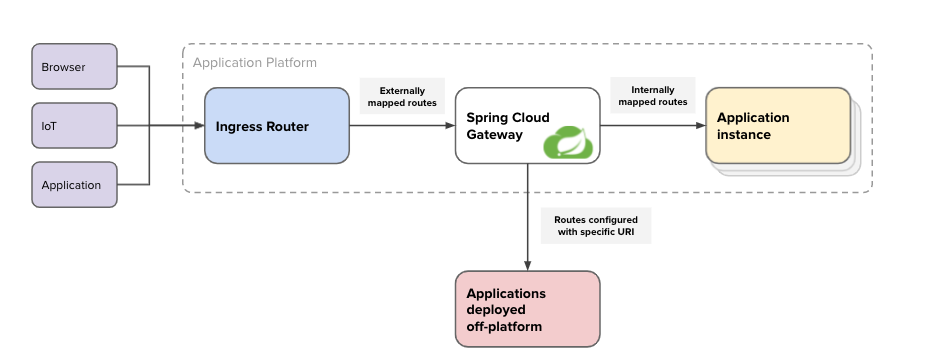 Browser
IoT
Application
Application Platform
Ingress Router
Externally
mapped routes
Spring Cloud
Gateway
Internally
mapped routes
Application
instance
Routes configured
with specific URI
Applications
deployed
off-platform